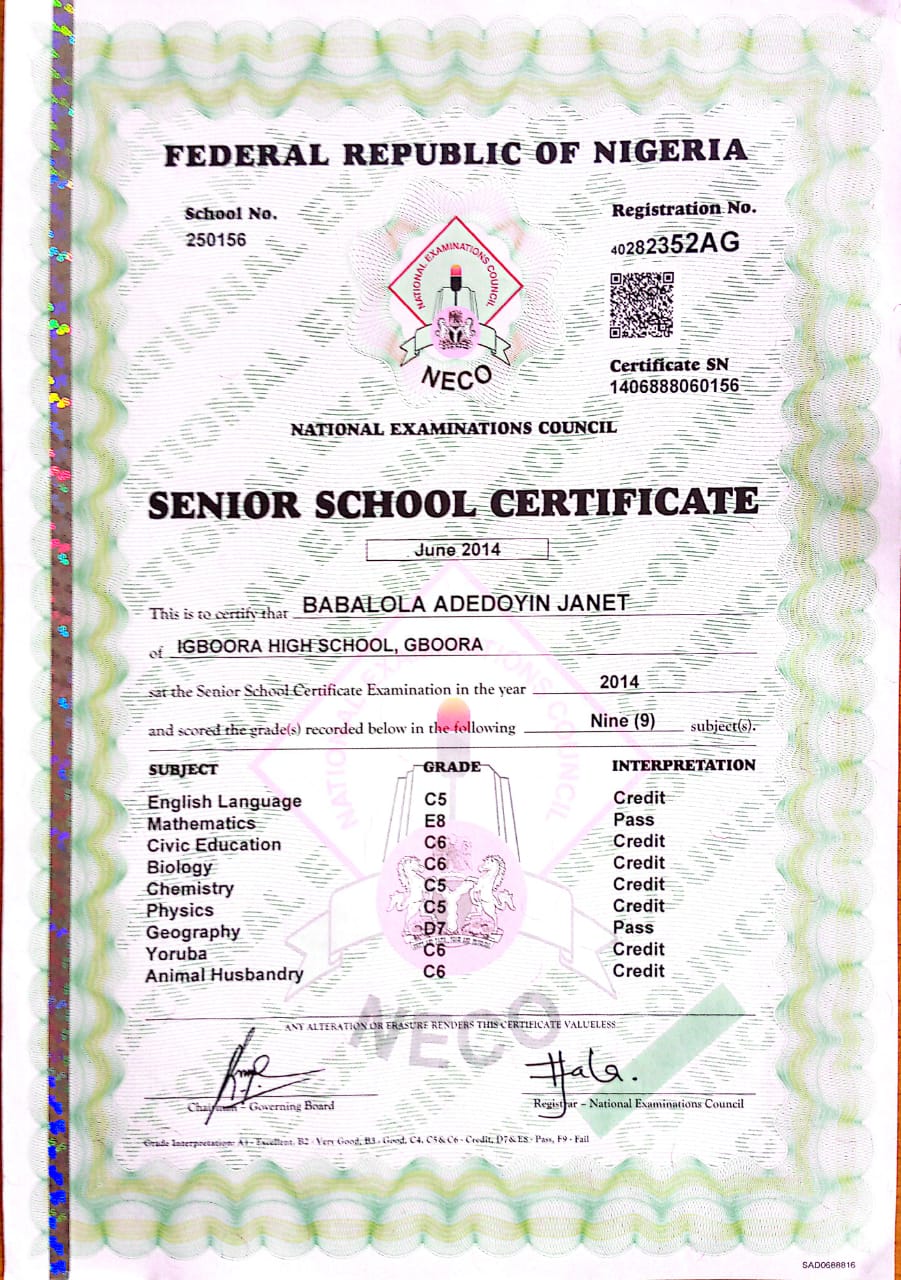 FEDERAL REPUBLIC OF NIGERIA
School No.
250156
Registration No.
40282352AG
NATIONAL EXAMINATIONS COUNCIL
NECO
Certificate SN
1406888060156
NATIONAL EXAMINATIONS COUNCIL
SENIOR SCHOOL CERTIFICATE
June 2014
This is to certify that BABALOLA ADEDOYIN JANET
of IGBOORA HIGH SCHOOL, GBOORA
sat the Senior School Certificate Examination in the year 2014
and scored the grade(s) recorded below in the following Nine (9) subject(s).
SUBJECT GRADE INTERPRETATION
English Language C5 Credit
Mathematics E8 Pass
Civic Education C6 Credit
Biology C6 Credit
Chemistry C5 Credit
Physics C5 Credit
Geography D7 Pass
Yoruba C6 Credit
Animal Husbandry C6 Credit
NECO
ANY ALTERATION OR ERASURE RENDERS THIS CERTIFICATE VALUELESS
Chairman – Governing Board
Registrar – National Examinations Council
Grade Interpretation: A1 - Excellent, B2 - Very Good, B3 - Good, C4, C5 & C6 - Credit, D7 & E8 - Pass, F9 - Fail
SAD0688816